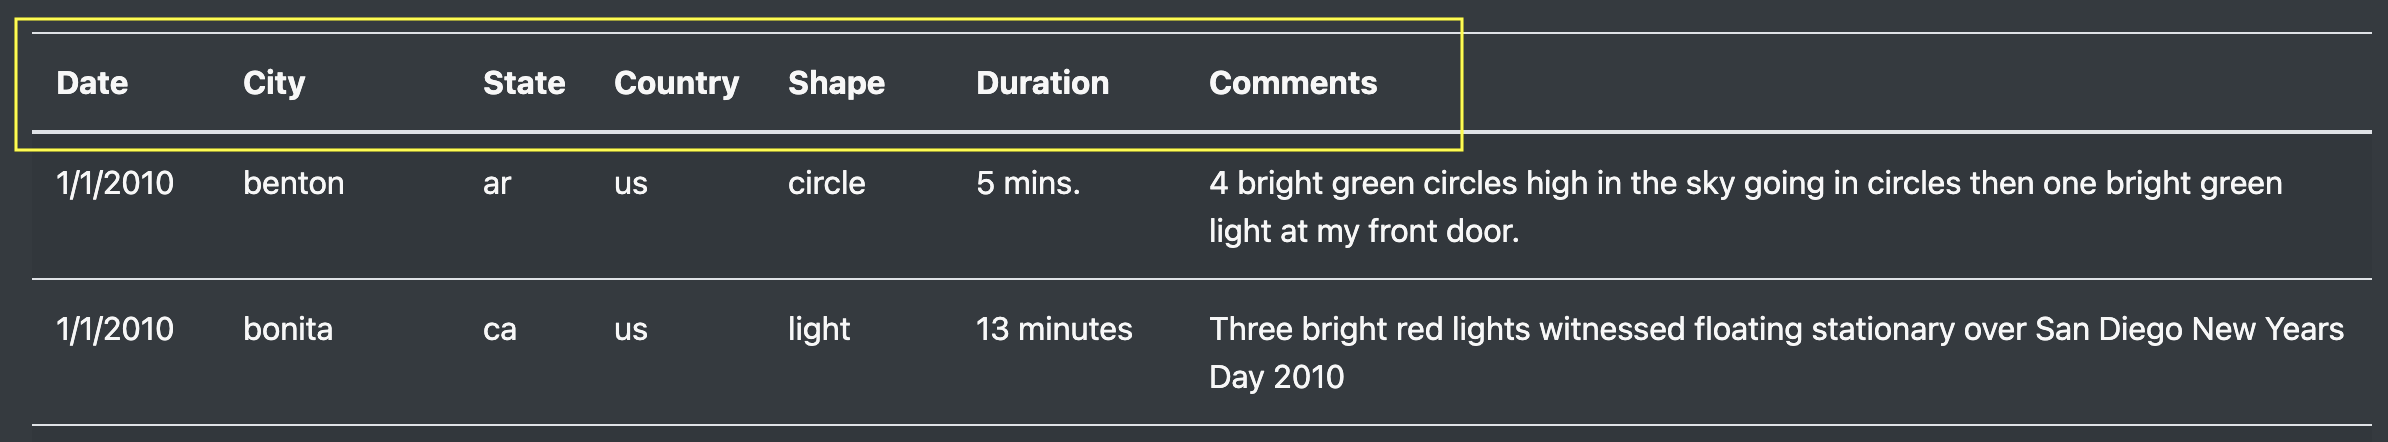 Date City State Country Shape Duration Comments
1/1/2010 benton ar us circle 5 mins. 4 bright green circles high in the sky going in circles then one bright green
light at my front door.
1/1/2010 bonita ca us light 13 minutes Three bright red lights witnessed floating stationary over San Diego New Years
Day 2010